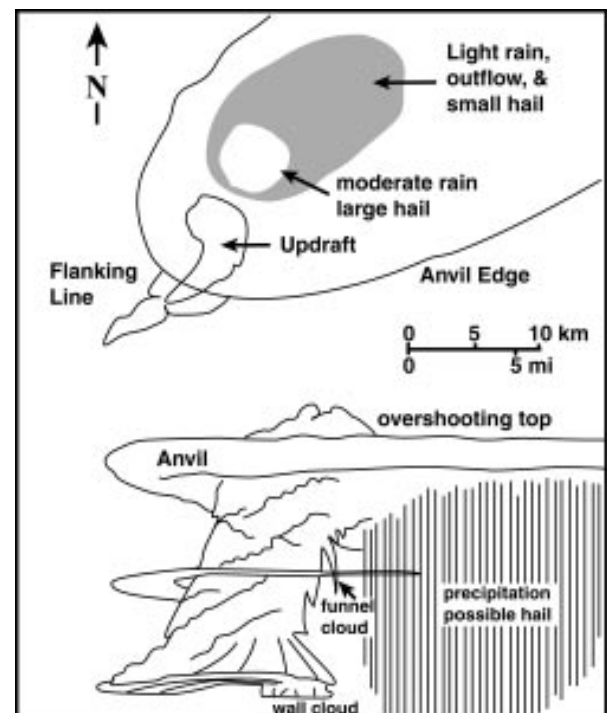 N
Light rain,
outflow, &
small hail
moderate rain
large hail
Updraft
Flanking
Line
Anvil Edge
0 5 10 km
0 5 mi
overshooting top
Anvil
funnel
cloud
precipitation
possible hail
wall cloud